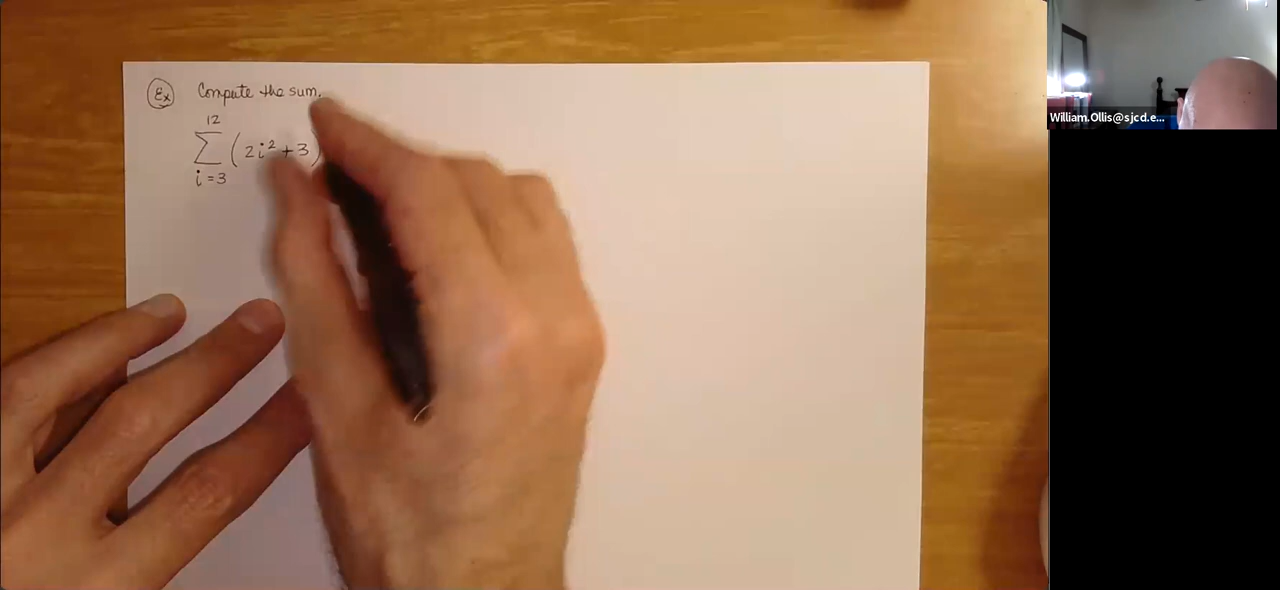 Ex Compute the sum.
12
∑ (2i² + 3)
i = 3
William.Ollis@sjcd.e...